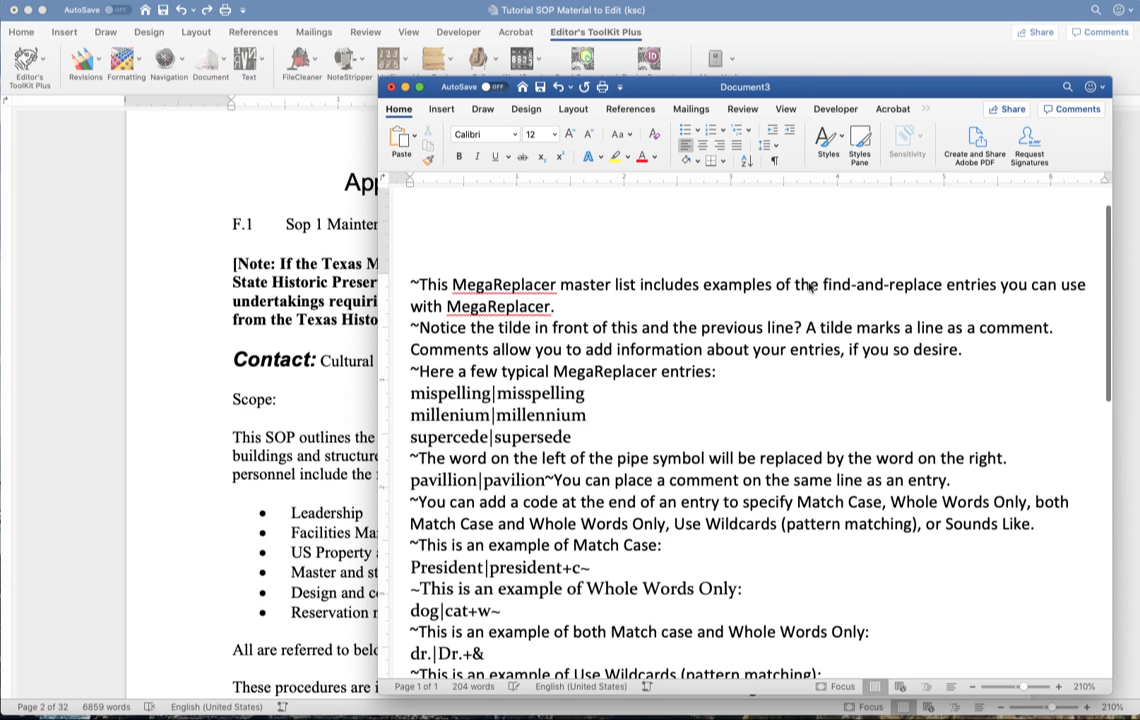 AutoSave OFF
Tutorial SOP Material to Edit (ksc)
Home Insert Draw Design Layout References Mailings Review View Developer Acrobat Editor's ToolKit Plus Share Comments
Editor's ToolKit Plus
Revisions Formatting Navigation Document Text FileCleaner NoteStripper
App
F.1 Sop 1 Mainter
[Note: If the Texas M
State Historic Preser
undertakings requiri
from the Texas Histo
Contact: Cultural
Scope:
This SOP outlines the
buildings and structure
personnel include the
• Leadership
• Facilities Ma
• US Property
• Master and st
• Design and c
• Reservation
All are referred to belo
These procedures are i
Page 2 of 32 6859 words English (United States) Focus 210%
AutoSave OFF
Document3
Home Insert Draw Design Layout References Mailings Review View Developer Acrobat Share Comments
Paste Calibri 12 Aa Styles Styles Pane Sensitivity Create and Share Adobe PDF Request Signatures
B I U ab x x A A
1 2 3 4 5 6
~This MegaReplacer master list includes examples of the find-and-replace entries you can use
with MegaReplacer.
~Notice the tilde in front of this and the previous line? A tilde marks a line as a comment.
Comments allow you to add information about your entries, if you so desire.
~Here a few typical MegaReplacer entries:
mispelling|misspelling
millenium|millennium
supercede|supersede
~The word on the left of the pipe symbol will be replaced by the word on the right.
pavillion|pavilion~You can place a comment on the same line as an entry.
~You can add a code at the end of an entry to specify Match Case, Whole Words Only, both
Match Case and Whole Words Only, Use Wildcards (pattern matching), or Sounds Like.
~This is an example of Match Case:
President|president+c~
~This is an example of Whole Words Only:
dog|cat+w~
~This is an example of both Match case and Whole Words Only:
dr.|Dr.+&
~This is an example of Use Wildcards (pattern matching):
Page 1 of 1 204 words English (United States) Focus 210%